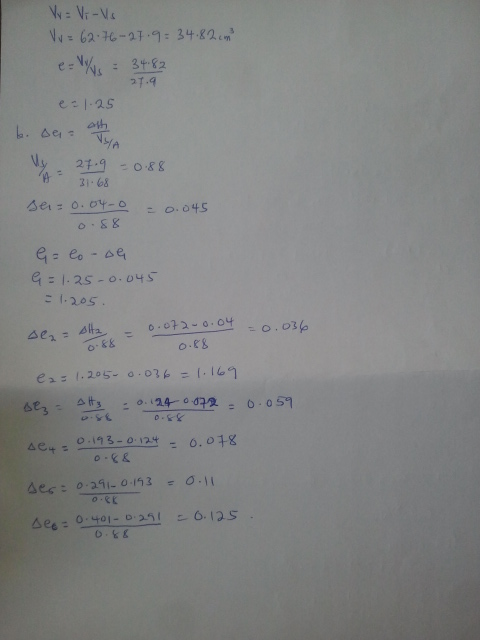 Vv = VT - Vs
Vv = 62.76 - 27.9 = 34.82 cm³
e = Vv/Vs = 34.82/27.9
e = 1.25
b. Δe1 = ΔH1/(Vs/A)
Vs/A = 27.9/31.68 = 0.88
Δe1 = (0.04-0)/0.88 = 0.045
e1 = e0 - Δe1
e1 = 1.25 - 0.045
= 1.205.
Δe2 = ΔH2/0.88 = (0.072-0.04)/0.88 = 0.036
e2 = 1.205 - 0.036 = 1.169
Δe3 = ΔH3/0.88 = (0.124-0.072)/0.88 = 0.059
Δe4 = (0.193-0.124)/0.88 = 0.078
Δe5 = (0.291-0.193)/0.88 = 0.11
Δe6 = (0.401-0.291)/0.88 = 0.125.